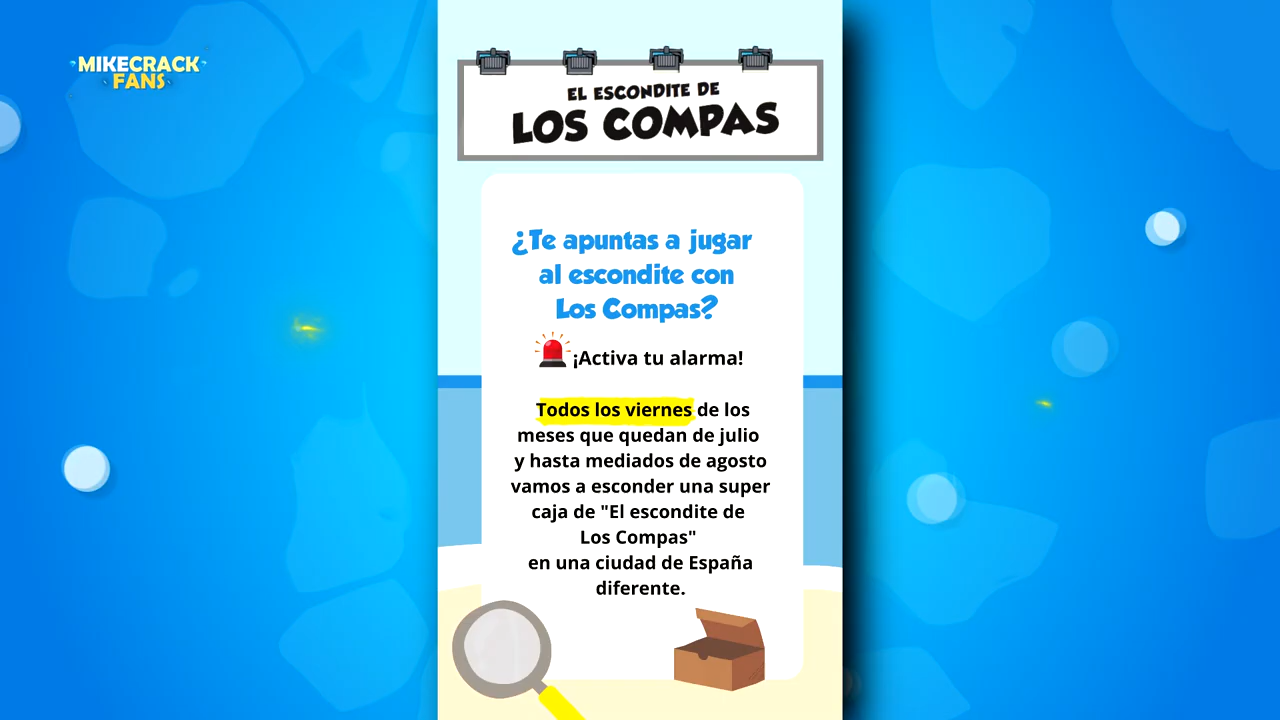 MIKECRACK
FANS
EL ESCONDITE DE
LOS COMPAS
¿Te apuntas a jugar
al escondite con
Los Compas?
¡Activa tu alarma!
Todos los viernes de los
meses que quedan de julio
y hasta mediados de agosto
vamos a esconder una super
caja de "El escondite de
Los Compas"
en una ciudad de España
diferente.